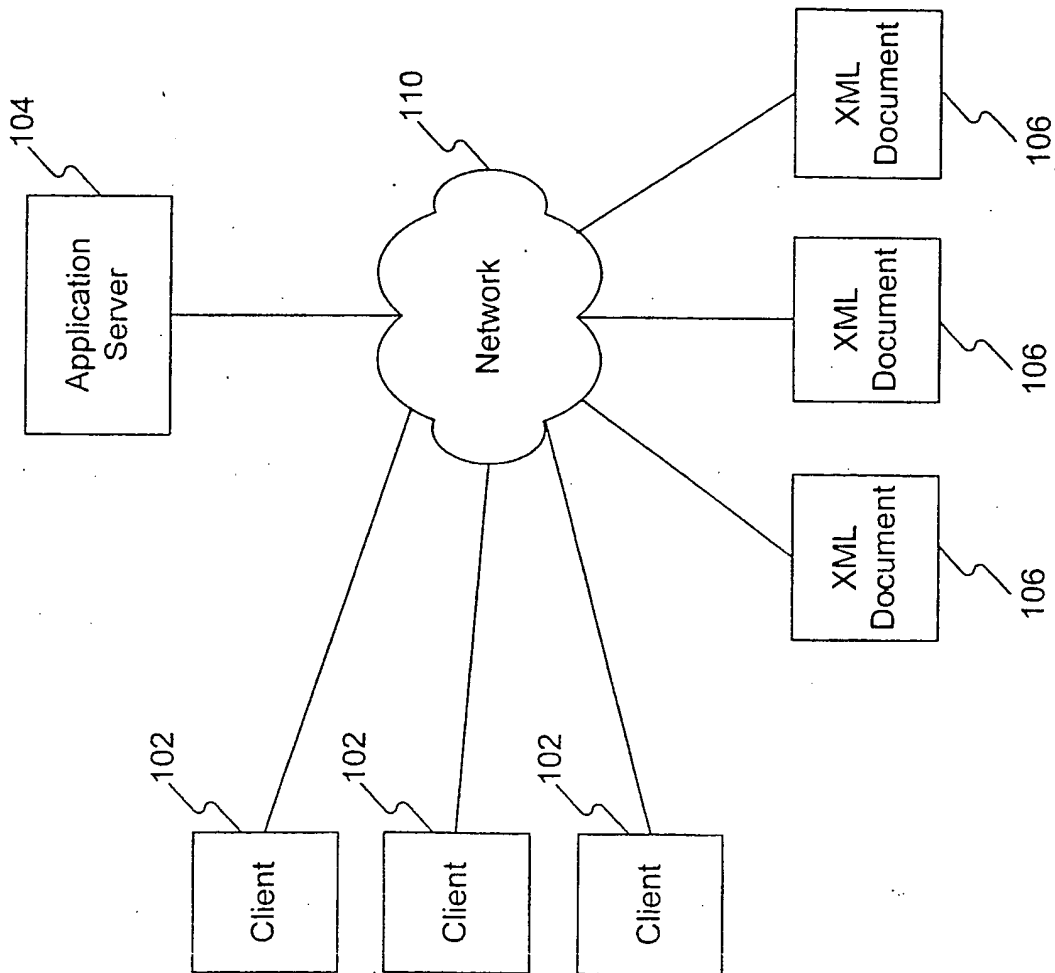 Client
102
Client
102
Client
102
Network
110
Application
Server
104
XML
Document
106
XML
Document
106
XML
Document
106